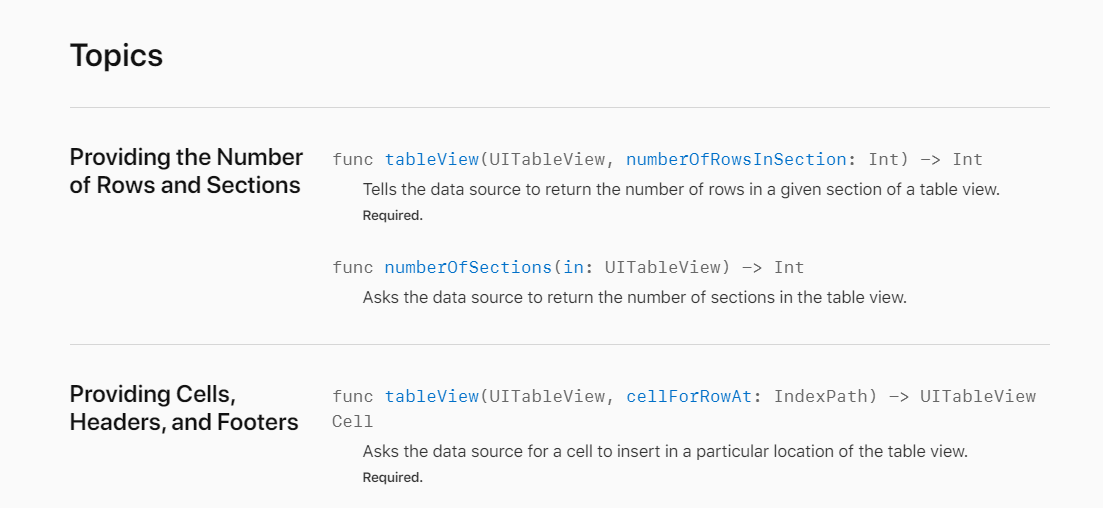 Topics
Providing the Number
of Rows and Sections
func tableView(UITableView, numberOfRowsInSection: Int) -> Int
Tells the data source to return the number of rows in a given section of a table view.
Required.
func numberOfSections(in: UITableView) -> Int
Asks the data source to return the number of sections in the table view.
Providing Cells,
Headers, and Footers
func tableView(UITableView, cellForRowAt: IndexPath) -> UITableView
Cell
Asks the data source for a cell to insert in a particular location of the table view.
Required.